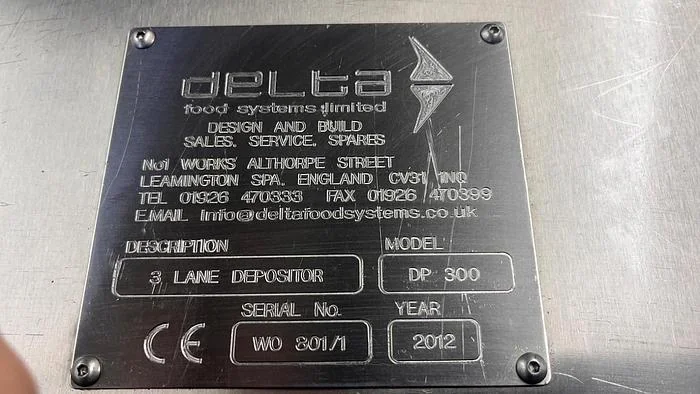 delta
food systems limited
DESIGN AND BUILD
SALES, SERVICE, SPARES
No1 WORKS ALTHORPE STREET
LEAMINGTON SPA, ENGLAND CV31 1NQ
TEL 01926 470333 FAX 01926 470399
E.MAIL info@deltafoodsystems.co.uk
DESCRIPTION MODEL
3 LANE DEPOSITOR DP 300
SERIAL No. YEAR
CE WO 801/1 2012